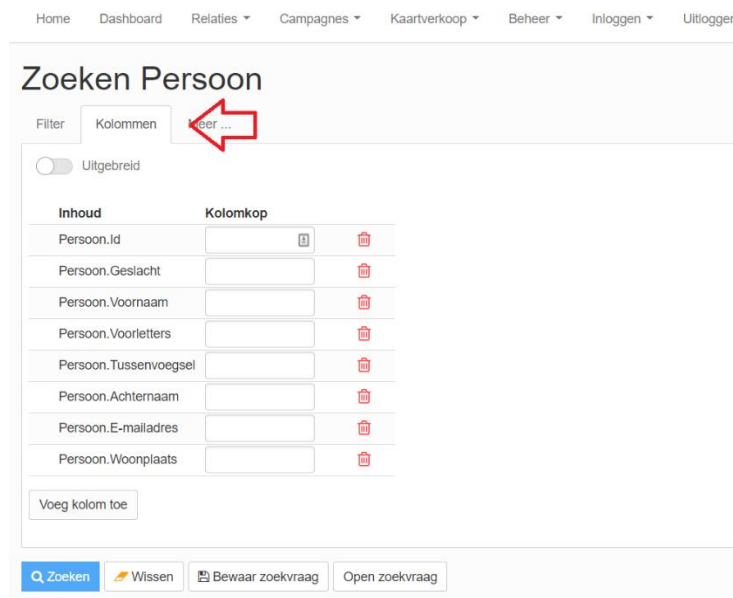 Home Dashboard Relaties Campagnes Kaartverkoop Beheer Inloggen Uitloggen
Zoeken Persoon
Filter Kolommen Meer ...
Uitgebreid
Inhoud Kolomkop
Persoon.Id
Persoon.Geslacht
Persoon.Voornaam
Persoon.Voorletters
Persoon.Tussenvoegsel
Persoon.Achternaam
Persoon.E-mailadres
Persoon.Woonplaats
Voeg kolom toe
Zoeken Wissen Bewaar zoekvraag Open zoekvraag